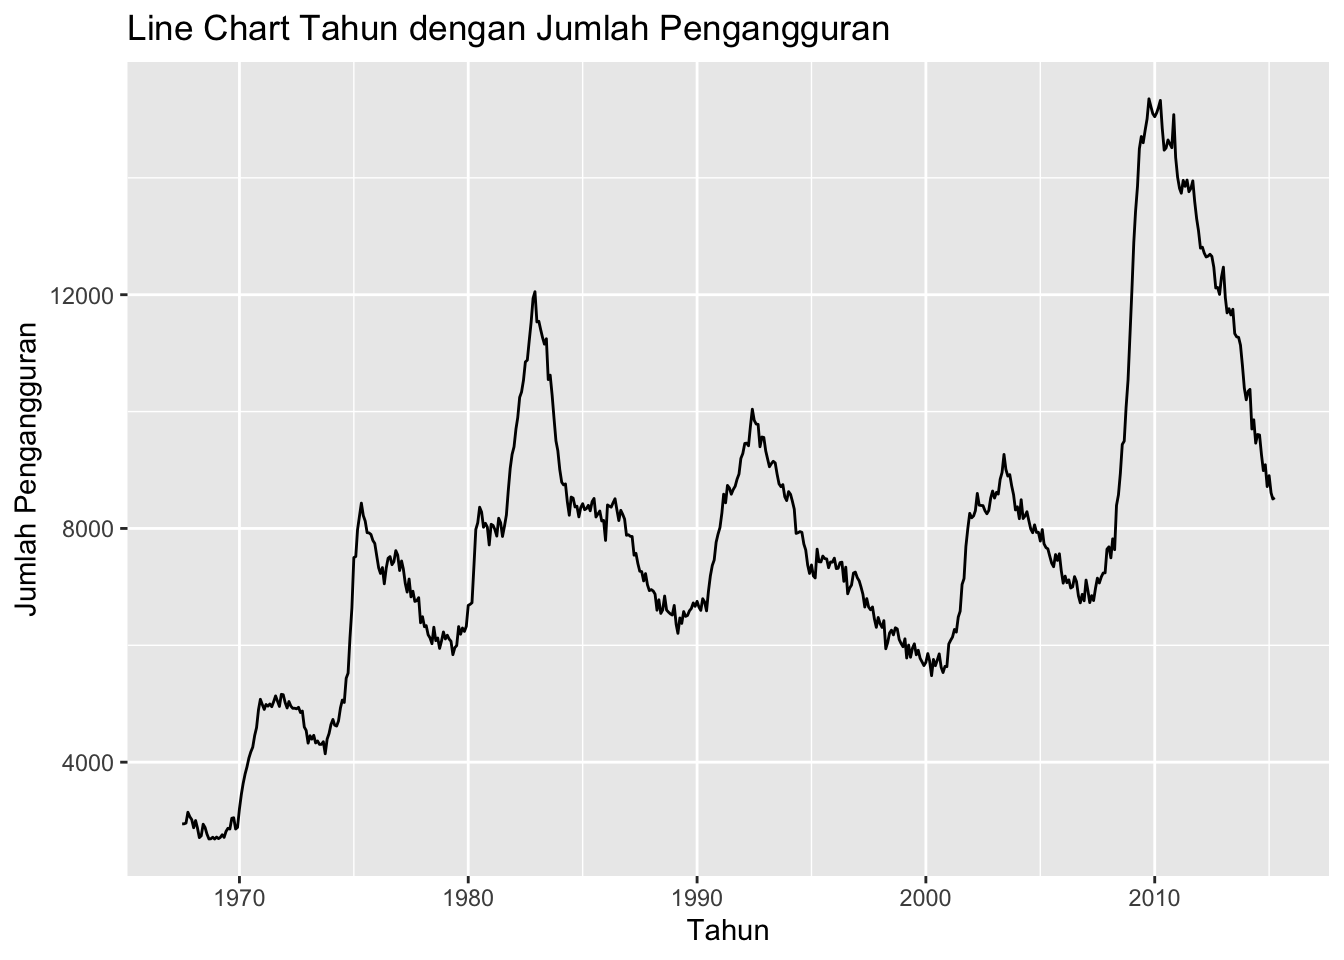 Line Chart Tahun dengan Jumlah Pengangguran
Jumlah Pengangguran
12000
8000
4000
1970 1980 1990 2000 2010
Tahun